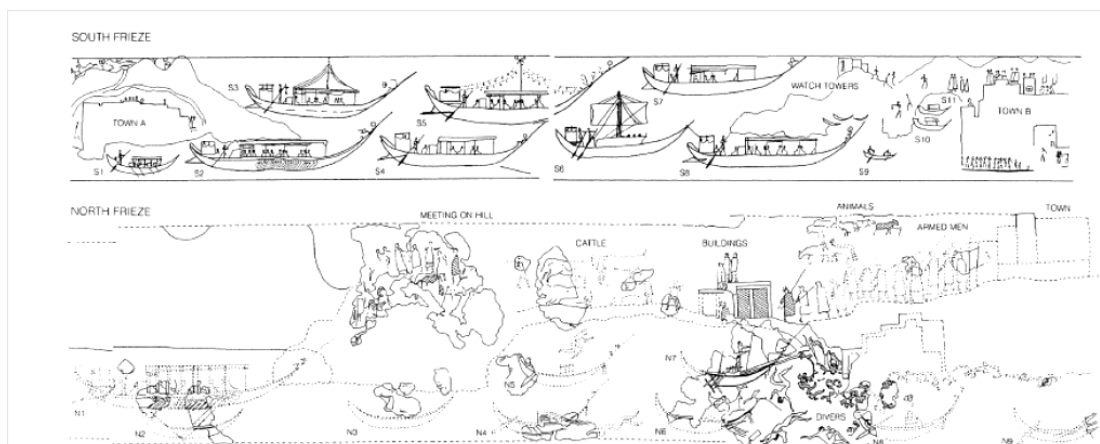 SOUTH FRIEZE
S3
S7
WATCH TOWERS
S11
TOWN A
S5
TOWN B
S10
S1
S2
S4
S6
S8
S9
NORTH FRIEZE
MEETING ON HILL
ANIMALS
TOWN
CATTLE
BUILDINGS
ARMED MEN
N7
N5
N1
N2
N3
N4
N6
DIVERS
N8
N9